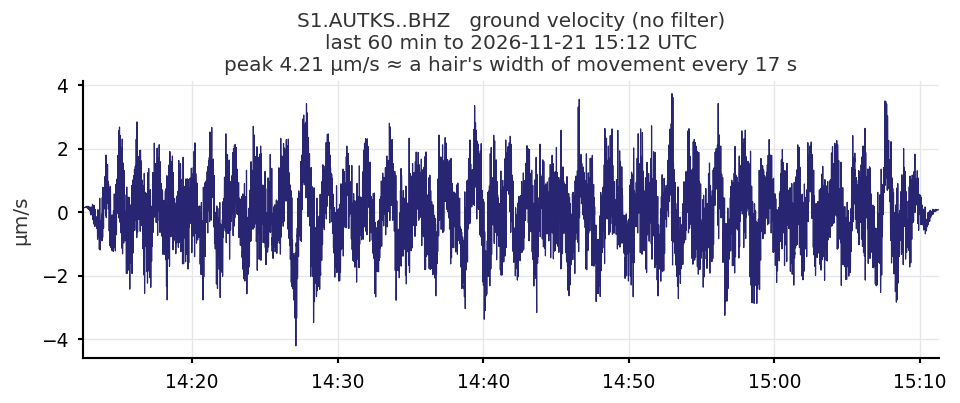 S1.AUTKS..BHZ   ground velocity (no filter)
last 60 min to 2026-11-21 15:12 UTC
peak 4.21 µm/s ≈ a hair's width of movement every 17 s
4
2
0
−2
−4
µm/s
14:20
14:30
14:40
14:50
15:00
15:10